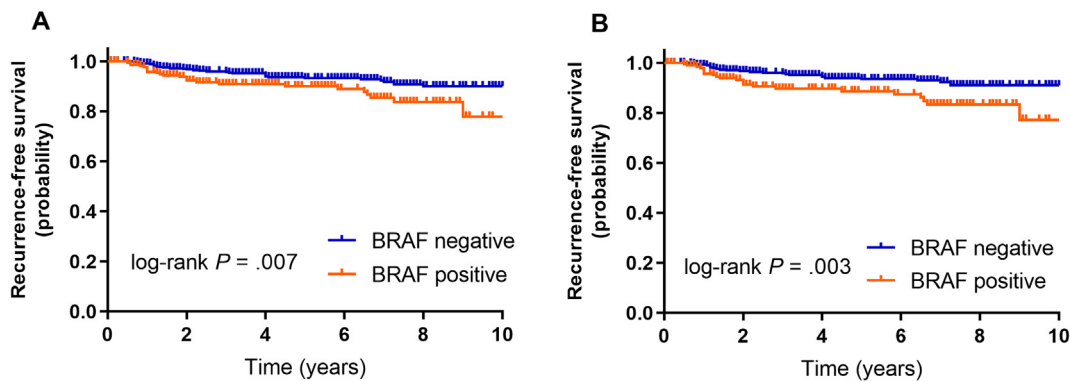 A
Recurrence-free survival
(probability)
1.0
0.8
0.6
0.4
0.2
0.0
BRAF negative
BRAF positive
log-rank P = .007
0 2 4 6 8 10
Time (years)
B
Recurrence-free survival
(probability)
1.0
0.8
0.6
0.4
0.2
0.0
BRAF negative
BRAF positive
log-rank P = .003
0 2 4 6 8 10
Time (years)